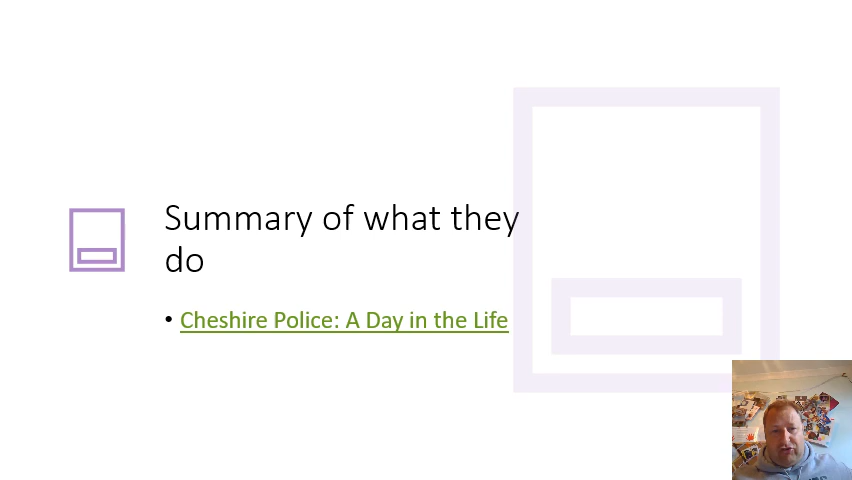 Summary of what they
do
• Cheshire Police: A Day in the Life